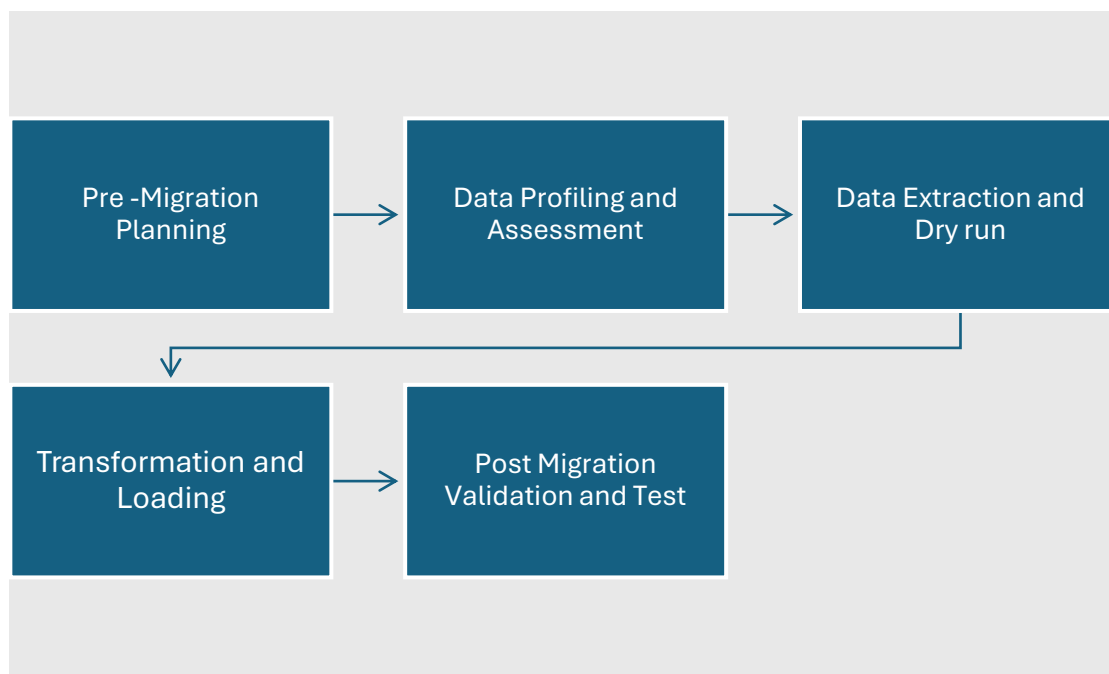 Pre -Migration
Planning
Data Profiling and
Assessment
Data Extraction and
Dry run
Transformation and
Loading
Post Migration
Validation and Test